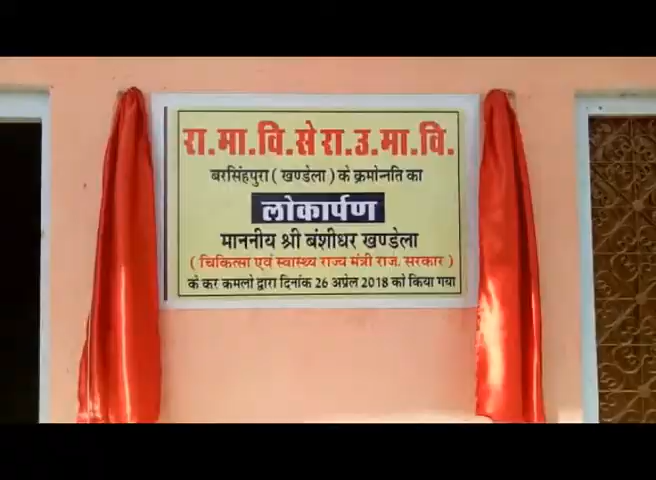 रा.मा.वि.से रा.उ.मा.वि.
बरसिंहपुरा ( खण्डेला ) के क्रमोन्नति का
लोकार्पण
माननीय श्री बंशीधर खण्डेला
( चिकित्सा एवं स्वास्थ्य राज्य मंत्री राज. सरकार )
के कर कमलो द्वारा दिनांक 26 अप्रेल 2018 को किया गया